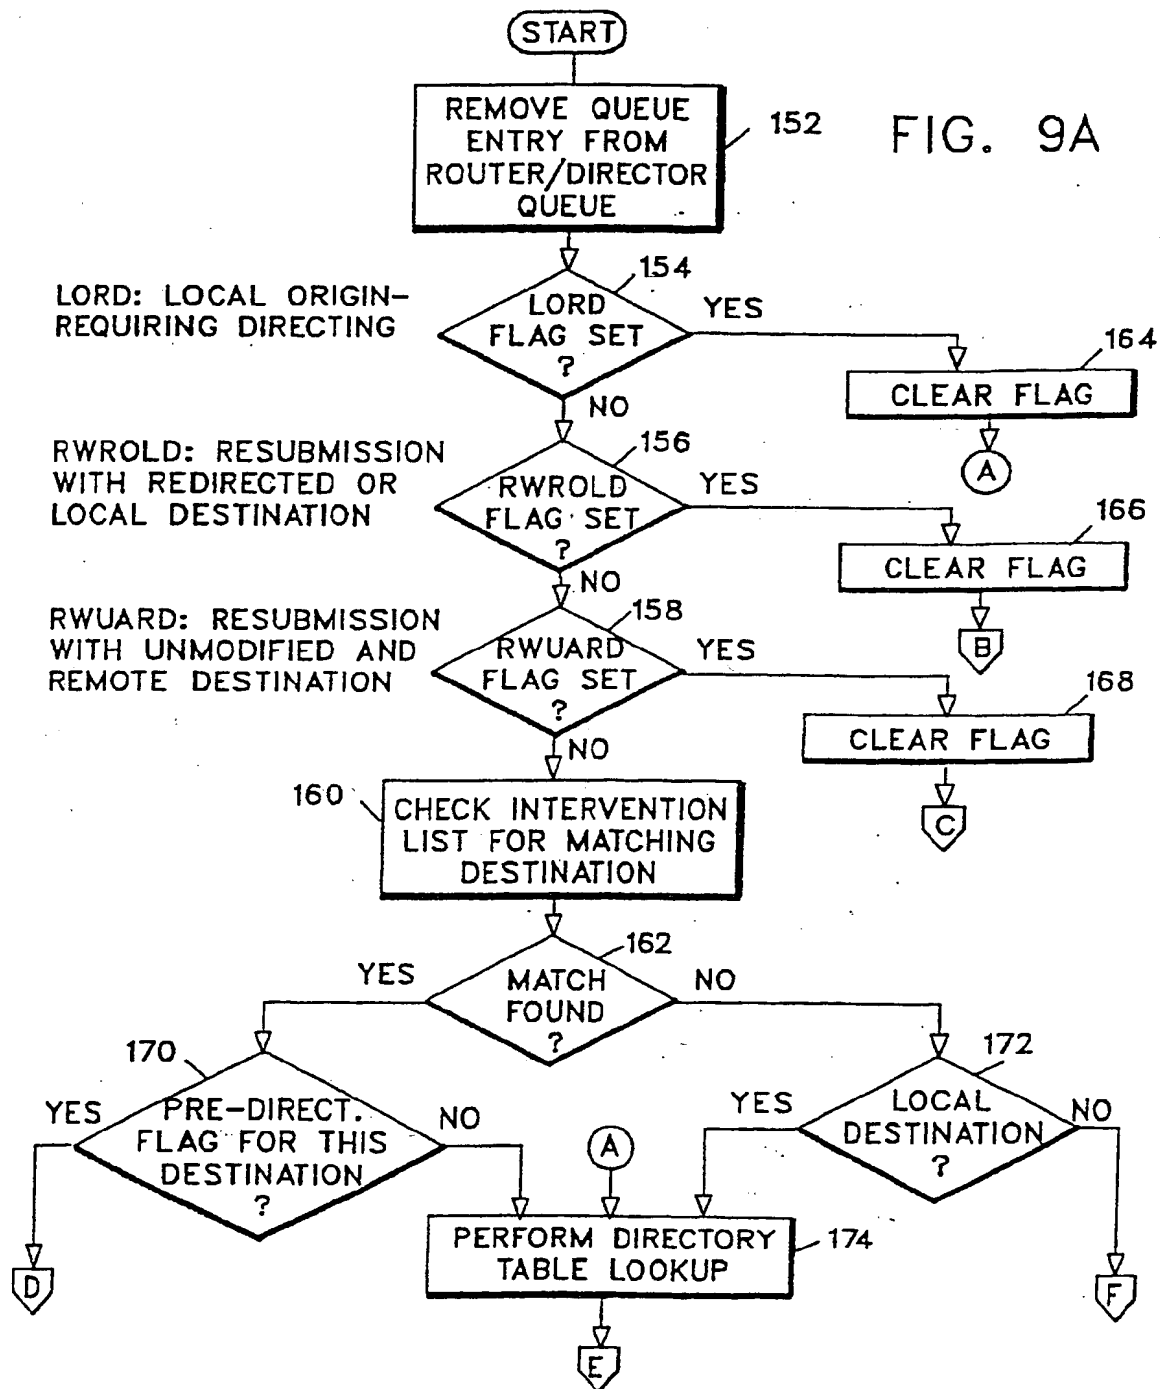 START
REMOVE QUEUE
ENTRY FROM
ROUTER/DIRECTOR
QUEUE
152
FIG. 9A
LORD: LOCAL ORIGIN-
REQUIRING DIRECTING
154
LORD
FLAG SET
?
YES
NO
164
CLEAR FLAG
A
RWROLD: RESUBMISSION
WITH REDIRECTED OR
LOCAL DESTINATION
156
RWROLD
FLAG SET
?
YES
NO
166
CLEAR FLAG
B
RWUARD: RESUBMISSION
WITH UNMODIFIED AND
REMOTE DESTINATION
158
RWUARD
FLAG SET
?
YES
NO
168
CLEAR FLAG
C
160
CHECK INTERVENTION
LIST FOR MATCHING
DESTINATION
162
MATCH
FOUND
?
YES
NO
170
PRE-DIRECT.
FLAG FOR THIS
DESTINATION
?
YES
NO
172
LOCAL
DESTINATION
?
YES
NO
A
PERFORM DIRECTORY
TABLE LOOKUP
174
D
E
F